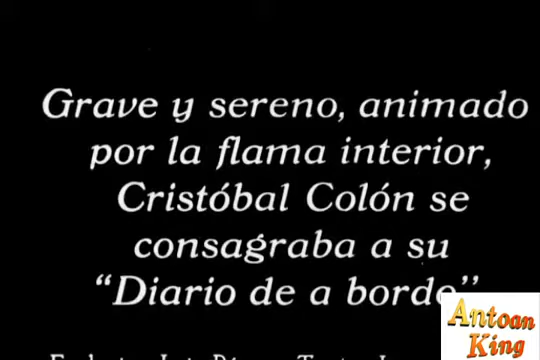 Grave y sereno, animado
por la flama interior,
Cristóbal Colón se
consagraba a su
“Diario de a bordo”
Antoan
King